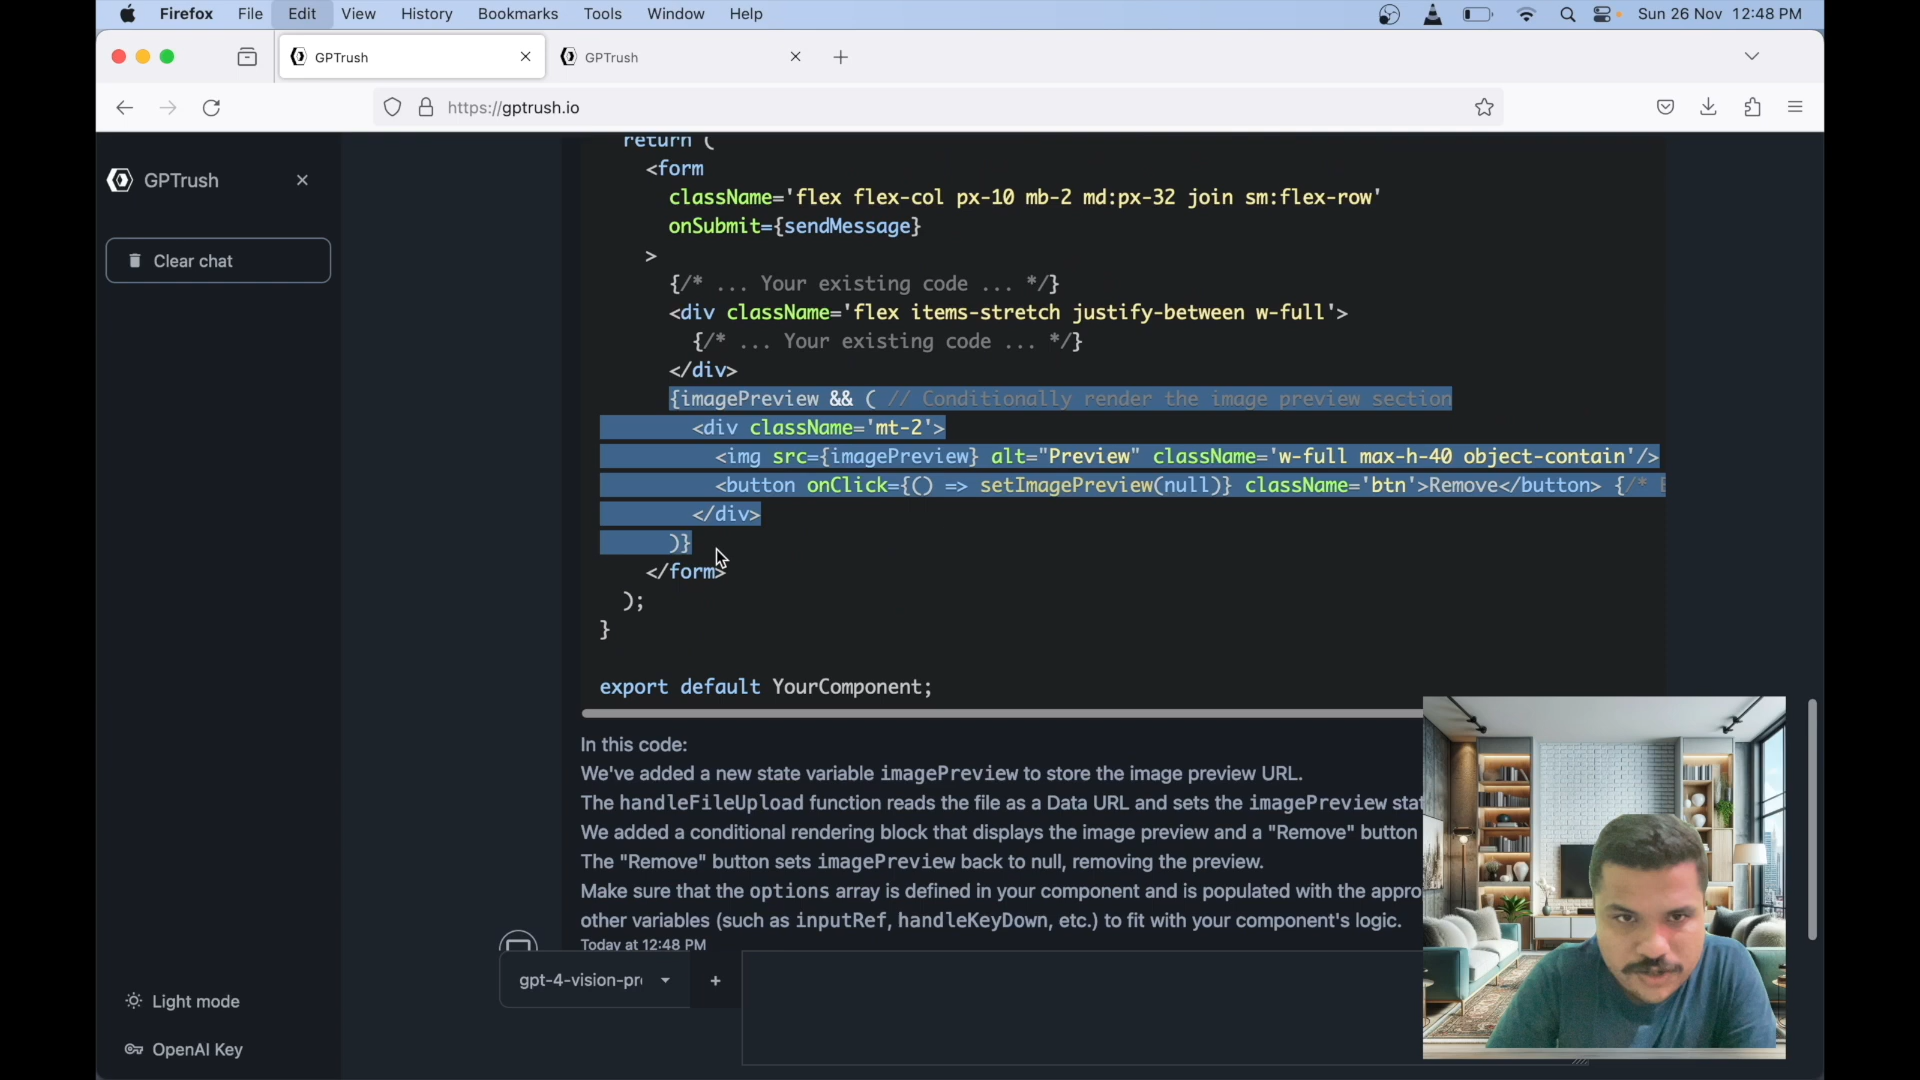 Firefox File Edit View History Bookmarks Tools Window Help Sun 26 Nov 12:48 PM
GPTrush GPTrush
https://gptrush.io
GPTrush
Clear chat
return (
<form
className='flex flex-col px-10 mb-2 md:px-32 join sm:flex-row'
onSubmit={sendMessage}
>
{/* ... Your existing code ... */}
<div className='flex items-stretch justify-between w-full'>
{/* ... Your existing code ... */}
</div>
{imagePreview && ( // Conditionally render the image preview section
<div className='mt-2'>
<img src={imagePreview} alt="Preview" className='w-full max-h-40 object-contain'/>
<button onClick={() => setImagePreview(null)} className='btn'>Remove</button> {/*
</div>
)}
</form>
);
}
export default YourComponent;
In this code:
We've added a new state variable imagePreview to store the image preview URL.
The handleFileUpload function reads the file as a Data URL and sets the imagePreview stat
We added a conditional rendering block that displays the image preview and a "Remove" button
The "Remove" button sets imagePreview back to null, removing the preview.
Make sure that the options array is defined in your component and is populated with the appro
other variables (such as inputRef, handleKeyDown, etc.) to fit with your component's logic.
Today at 12:48 PM
gpt-4-vision-pr
Light mode
OpenAI Key